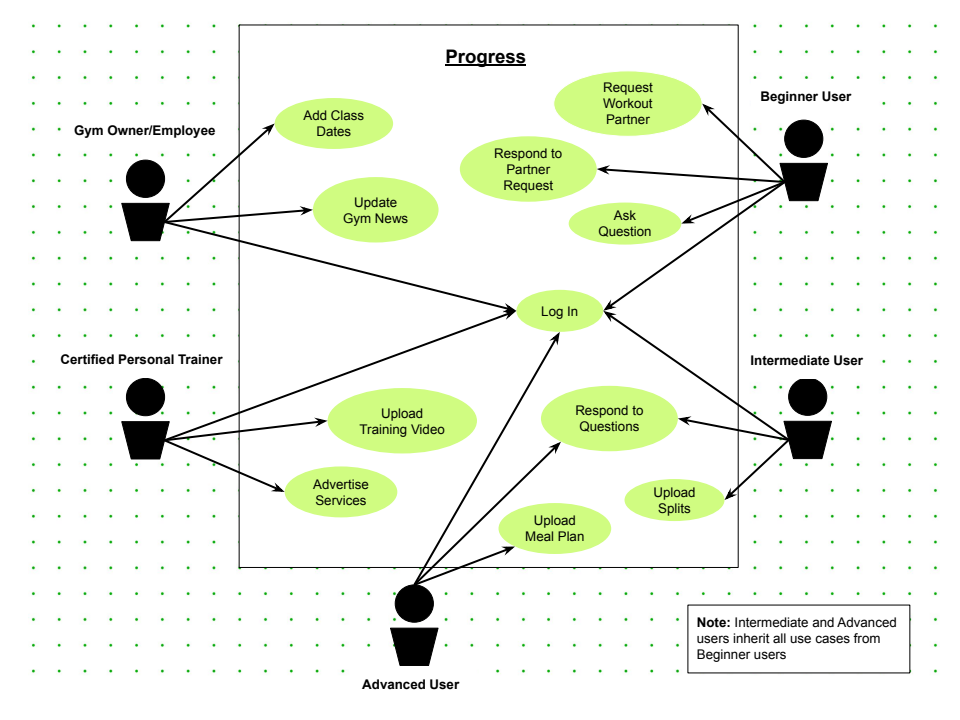 Progress
Gym Owner/Employee
Add Class
Dates
Update
Gym News
Request
Workout
Partner
Respond to
Partner
Request
Ask
Question
Beginner User
Log In
Certified Personal Trainer
Upload
Training Video
Advertise
Services
Respond to
Questions
Upload
Splits
Upload
Meal Plan
Intermediate User
Advanced User
Note: Intermediate and Advanced
users inherit all use cases from
Beginner users